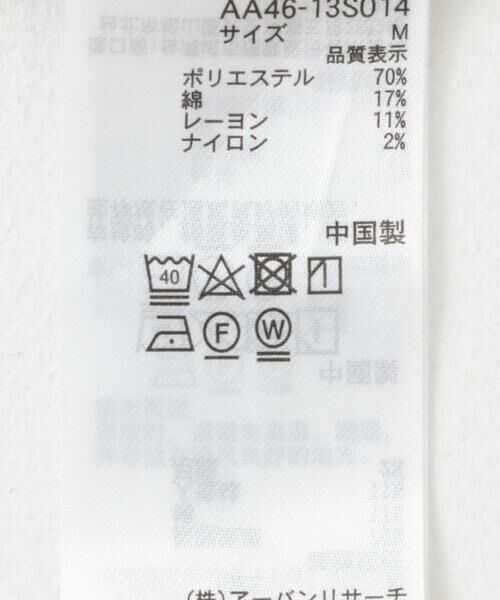 AA46-13S014
サイズ M
品質表示
ポリエステル 70%
綿 17%
レーヨン 11%
ナイロン 2%
中国製
40
F W
(株)アーバンリサーチ